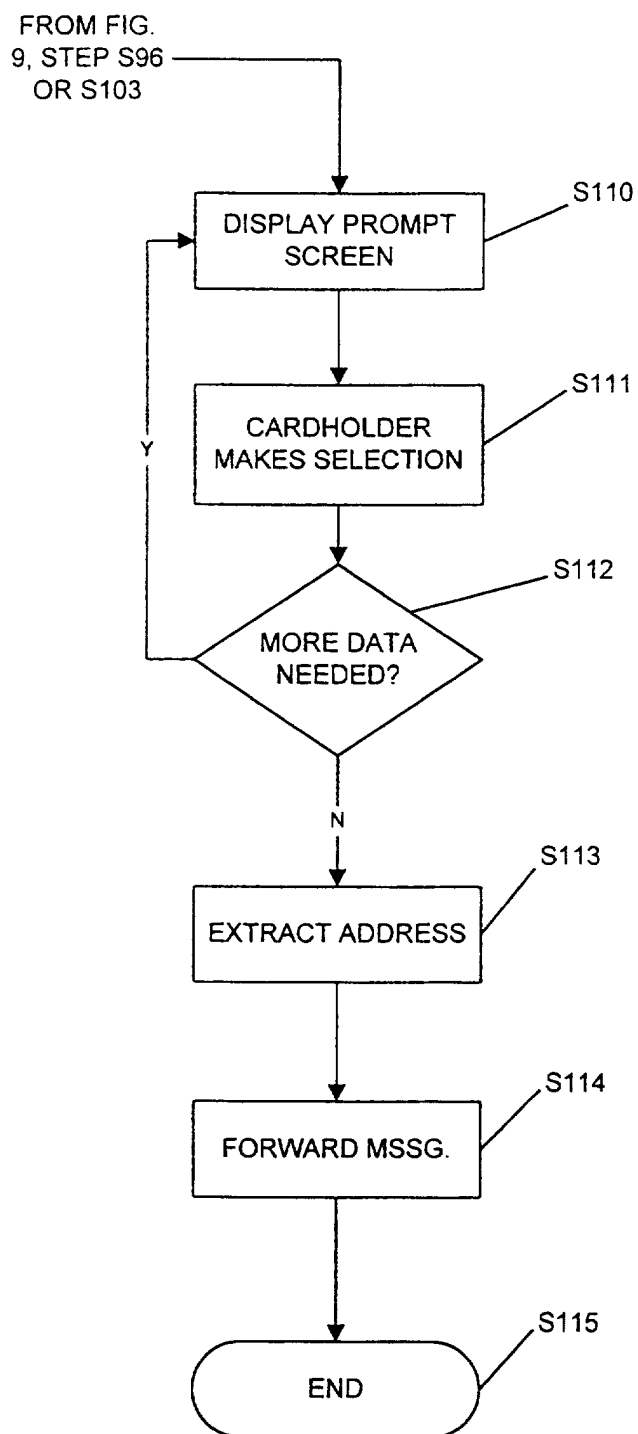 FROM FIG.
9, STEP S96
OR S103
S110
DISPLAY PROMPT
SCREEN
S111
CARDHOLDER
MAKES SELECTION
Y
S112
MORE DATA
NEEDED?
N
S113
EXTRACT ADDRESS
S114
FORWARD MSSG.
S115
END